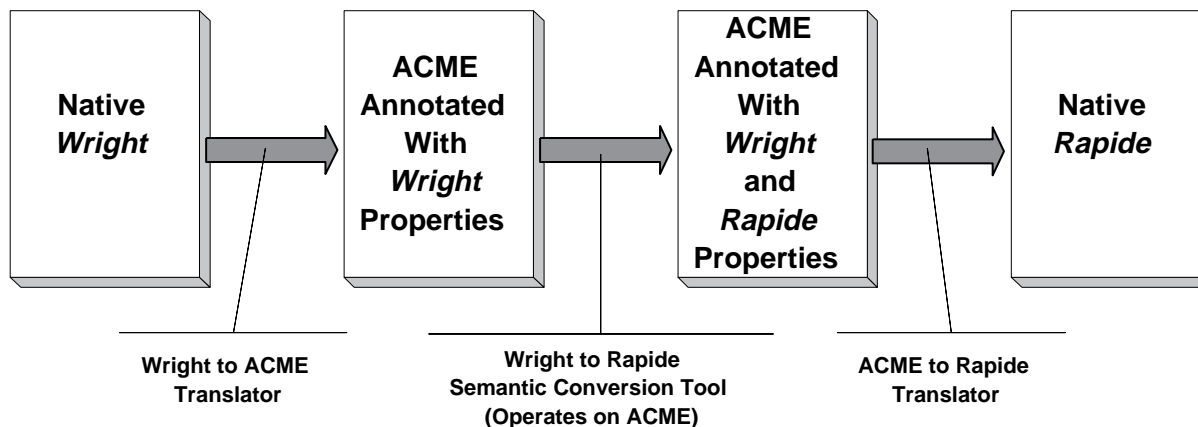 Native
Wright
ACME
Annotated
With
Wright
Properties
ACME
Annotated
With
Wright
and
Rapide
Properties
Native
Rapide
Wright to ACME
Translator
Wright to Rapide
Semantic Conversion Tool
(Operates on ACME)
ACME to Rapide
Translator